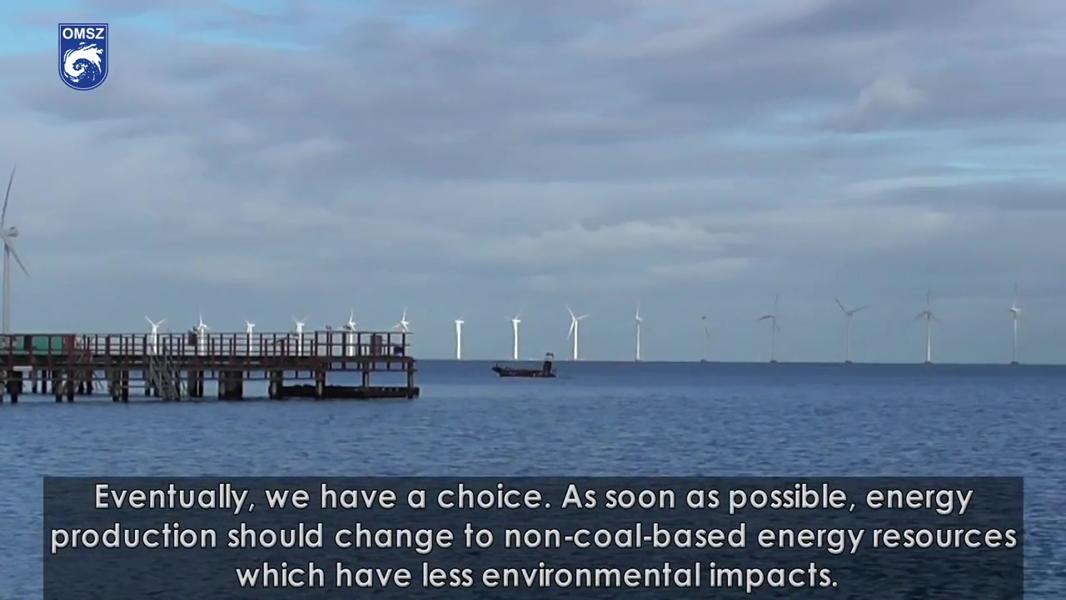 OMSZ
Eventually, we have a choice. As soon as possible, energy
production should change to non-coal-based energy resources
which have less environmental impacts.